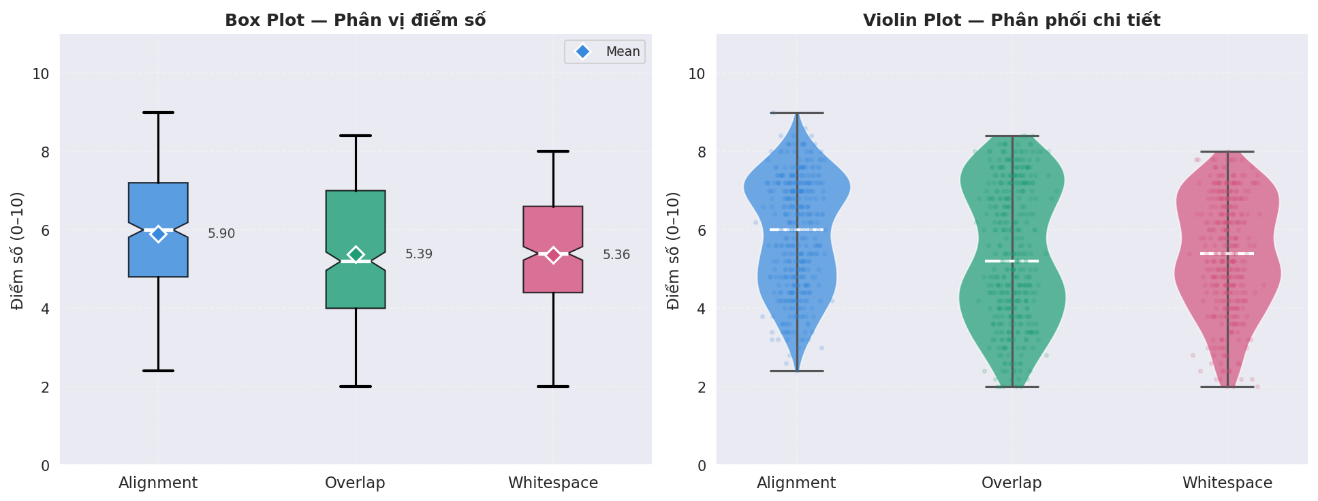 Box Plot — Phân vị điểm số
Mean
Điểm số (0–10)
10
8
6
4
2
0
5.90
5.39
5.36
Alignment
Overlap
Whitespace
Violin Plot — Phân phối chi tiết
Điểm số (0–10)
10
8
6
4
2
0
Alignment
Overlap
Whitespace